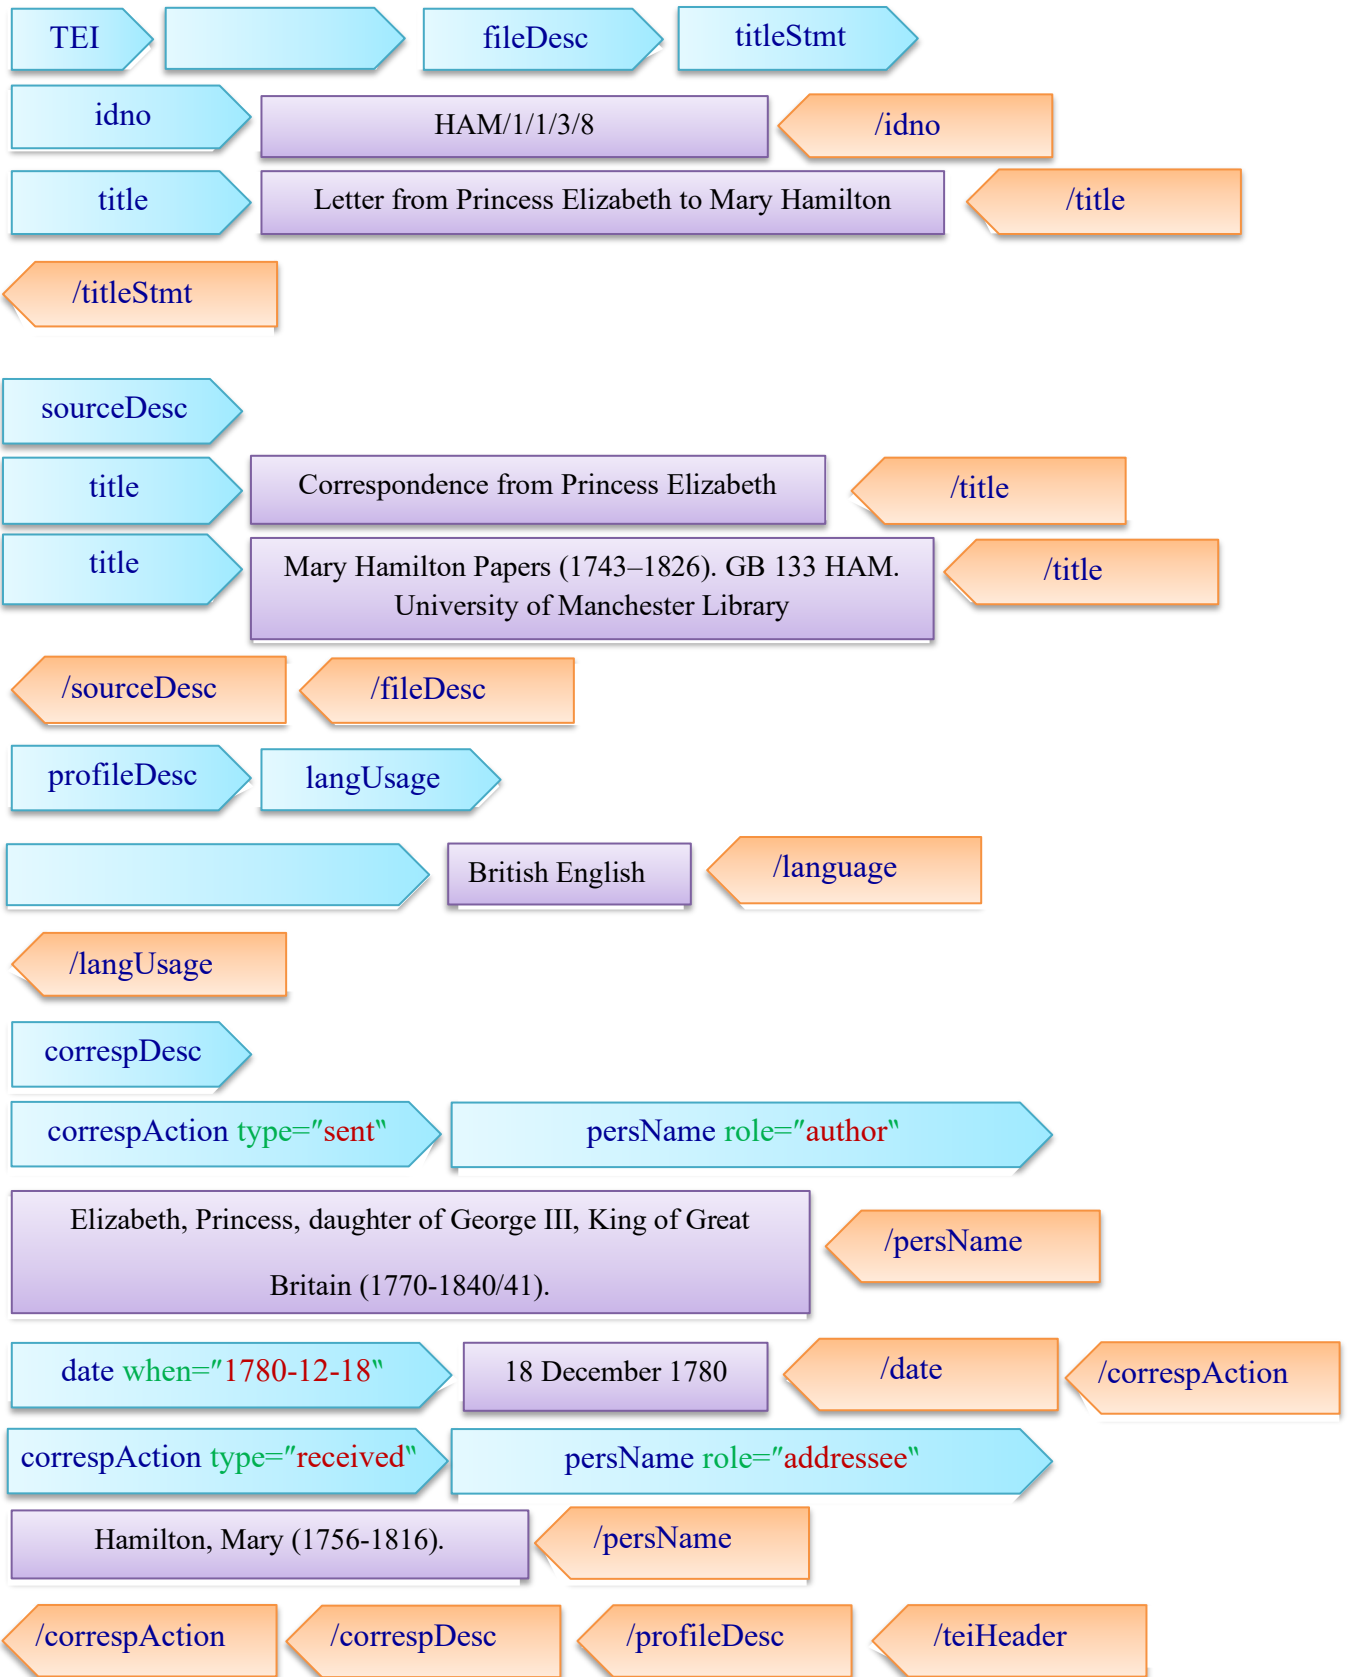 TEI fileDesc titleStmt
idno HAM/1/1/3/8 /idno
title Letter from Princess Elizabeth to Mary Hamilton /title
/titleStmt
sourceDesc
title Correspondence from Princess Elizabeth /title
title Mary Hamilton Papers (1743–1826). GB 133 HAM. /title
University of Manchester Library
/sourceDesc /fileDesc
profileDesc langUsage
British English /language
/langUsage
correspDesc
correspAction type="sent" persName role="author"
Elizabeth, Princess, daughter of George III, King of Great
Britain (1770-1840/41).
/persName
date when="1780-12-18" 18 December 1780 /date /correspAction
correspAction type="received" persName role="addressee"
Hamilton, Mary (1756-1816). /persName
/correspAction /correspDesc /profileDesc /teiHeader